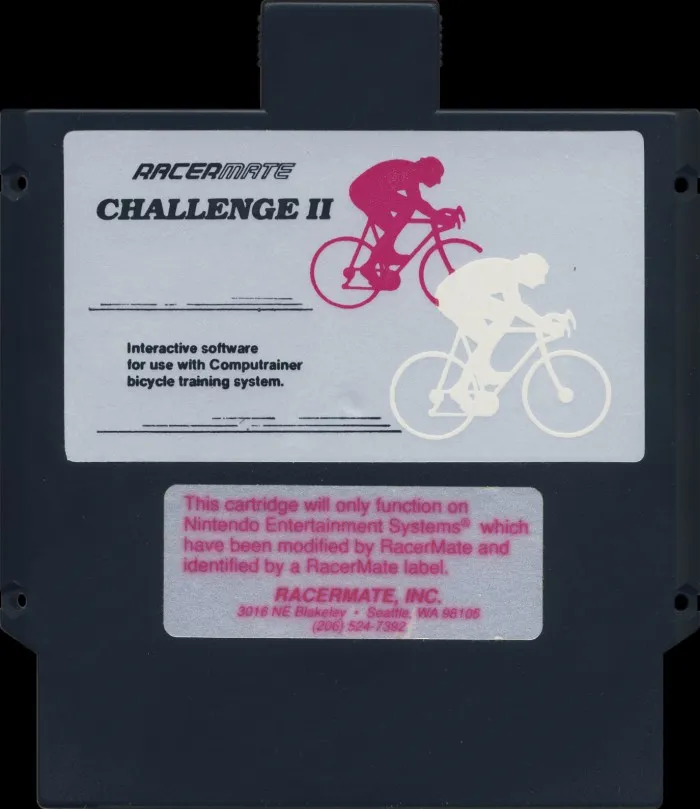 RACERMATE
CHALLENGE II
Interactive software
for use with Computrainer
bicycle training system.
This cartridge will only function on
Nintendo Entertainment Systems® which
have been modified by RacerMate and
identified by a RacerMate label.
RACERMATE, INC.
3016 NE Blakeley • Seattle, WA 98105
(206) 524-7392